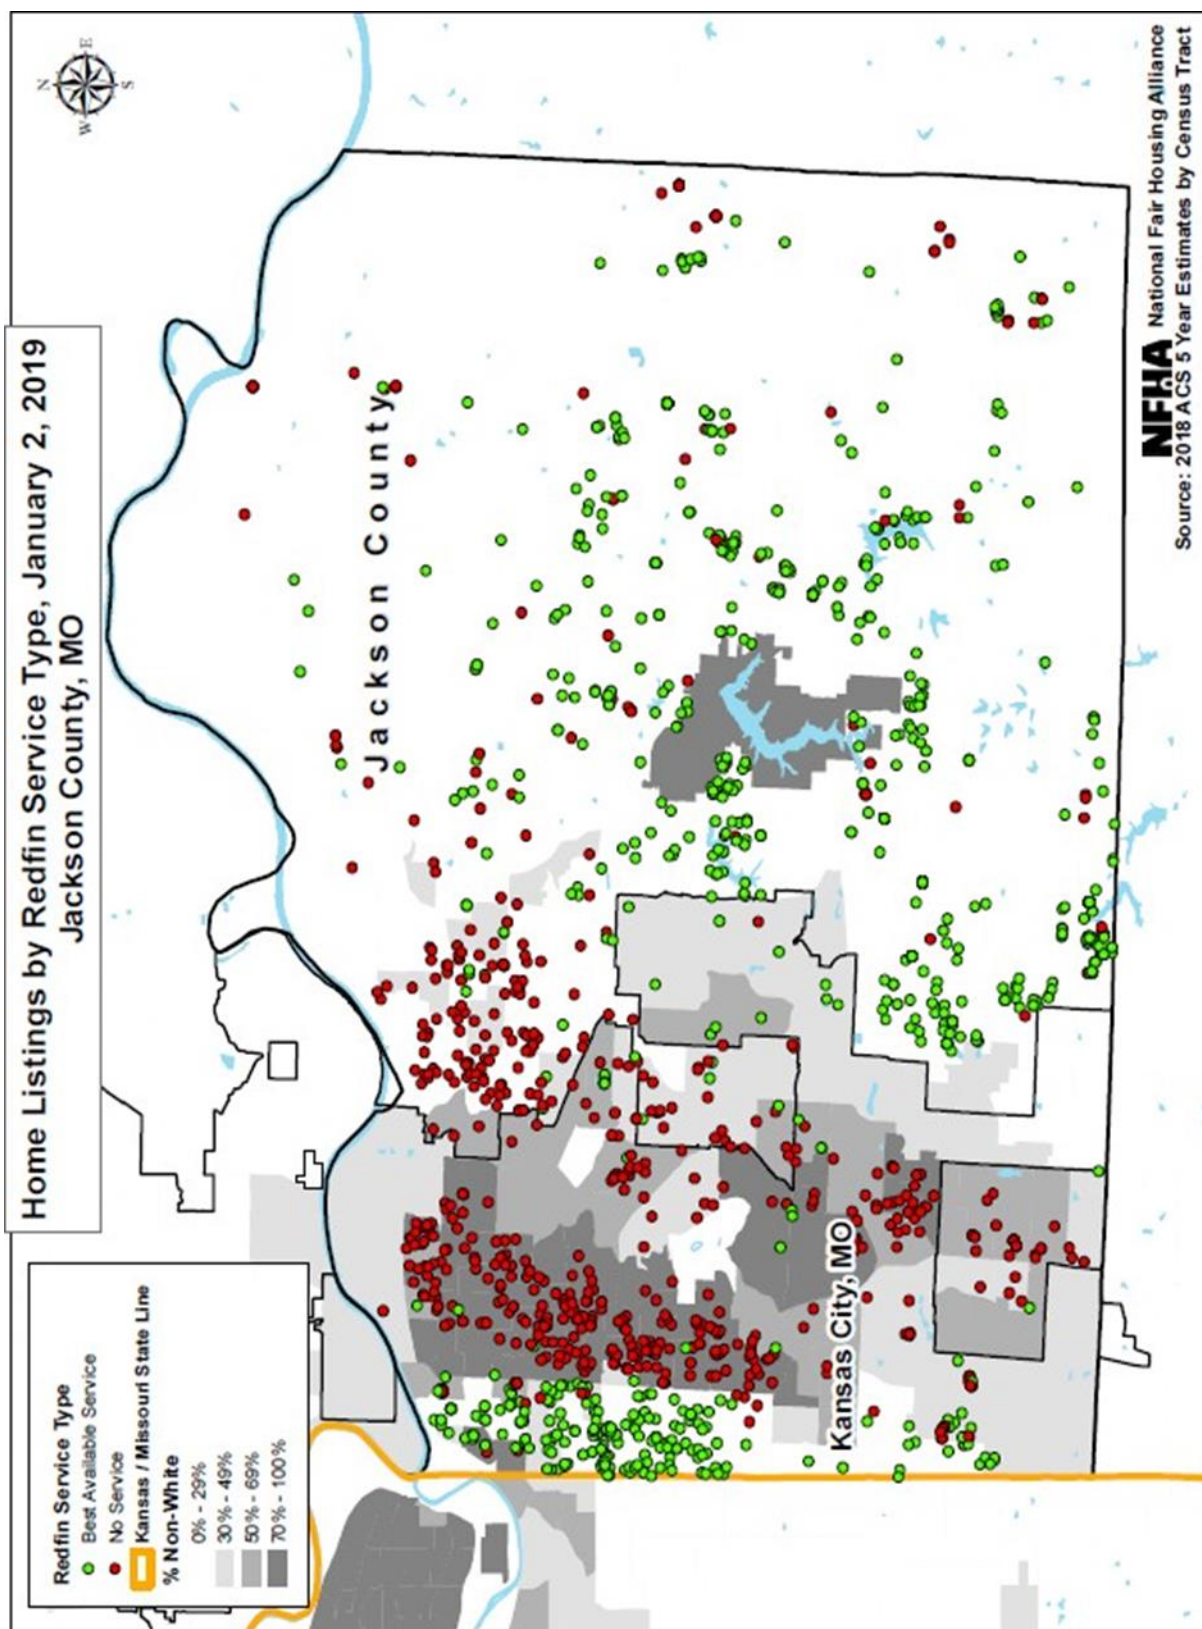 Home Listings by Redfin Service Type, January 2, 2019
Jackson County, MO
N
W
E
S
Redfin Service Type
Best Available Service
No Service
Kansas / Missouri State Line
% Non-White
0% - 29%
30% - 49%
50% - 69%
70% - 100%
Jackson County
Kansas City, MO
NFHA National Fair Housing Alliance
Source: 2018 ACS 5 Year Estimates by Census Tract